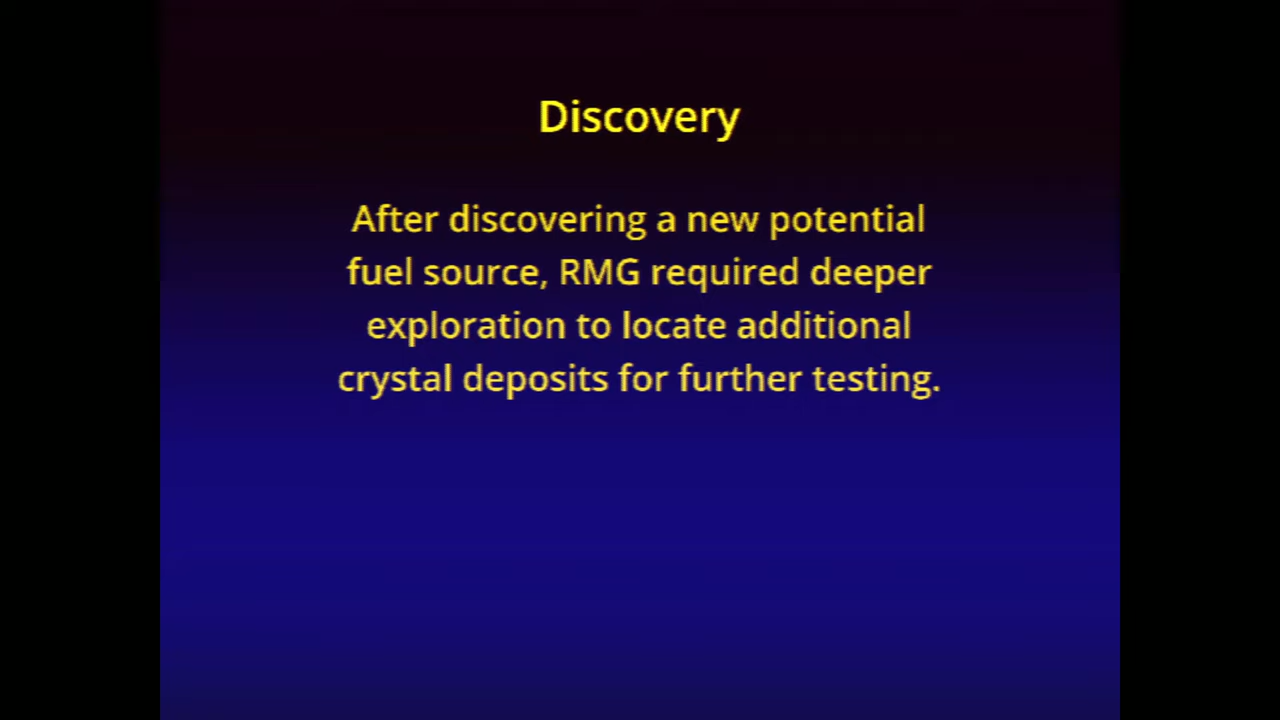 Discovery
After discovering a new potential
fuel source, RMG required deeper
exploration to locate additional
crystal deposits for further testing.